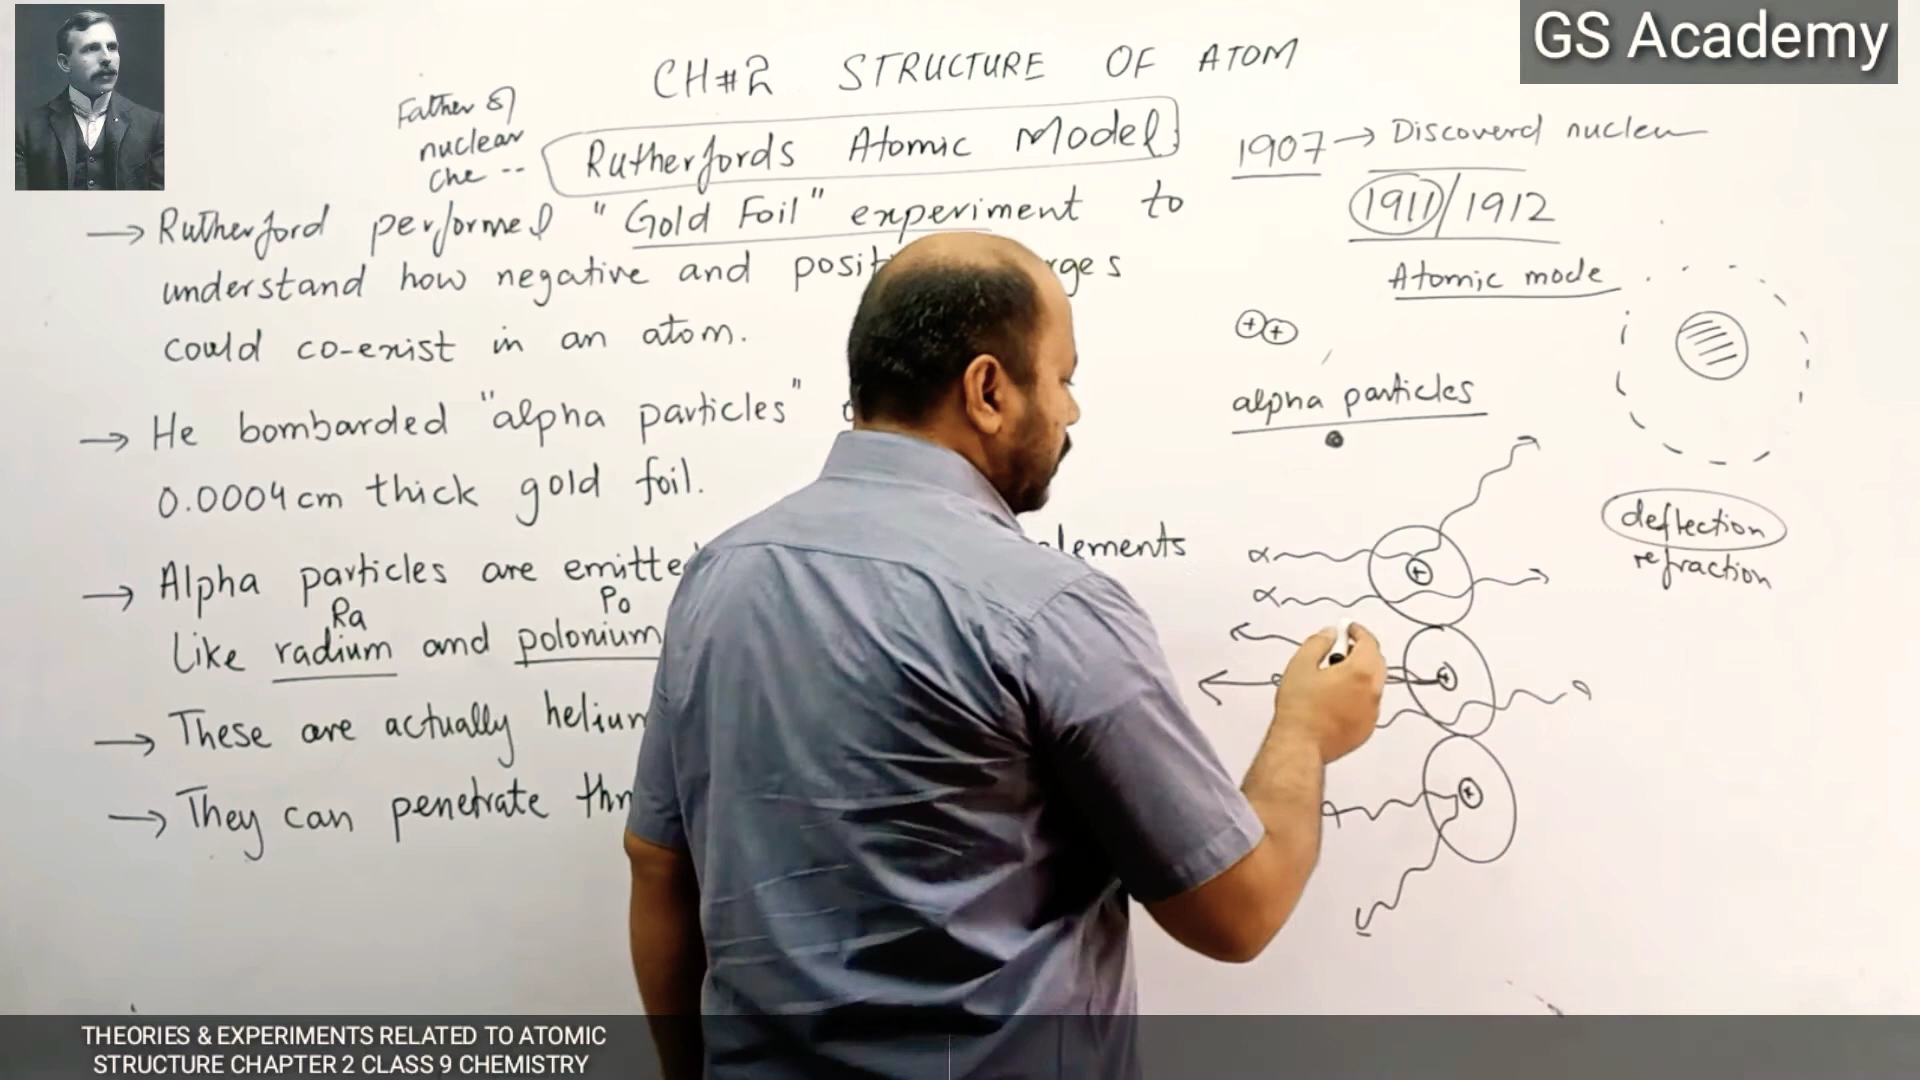 GS Academy
CH#2 STRUCTURE OF ATOM
Father of
nuclear
che --
Rutherfords Atomic Model
1907 → Discoverd
1911/1912
Atomic mode
→ Rutherford performed "Gold Foil" experiment to
understand how negative and posit rges
could co-exist in an atom.
→ He bombarded "alpha particles"
0.0004cm thick gold foil.
→ Alpha particles are emitte lements
Ra Po
like radium and polonium
→ These are actually helium
→ They can penetrate thr
++
alpha particles
deflection
refraction
α
+
α
+
+
THEORIES & EXPERIMENTS RELATED TO ATOMIC
STRUCTURE CHAPTER 2 CLASS 9 CHEMISTRY